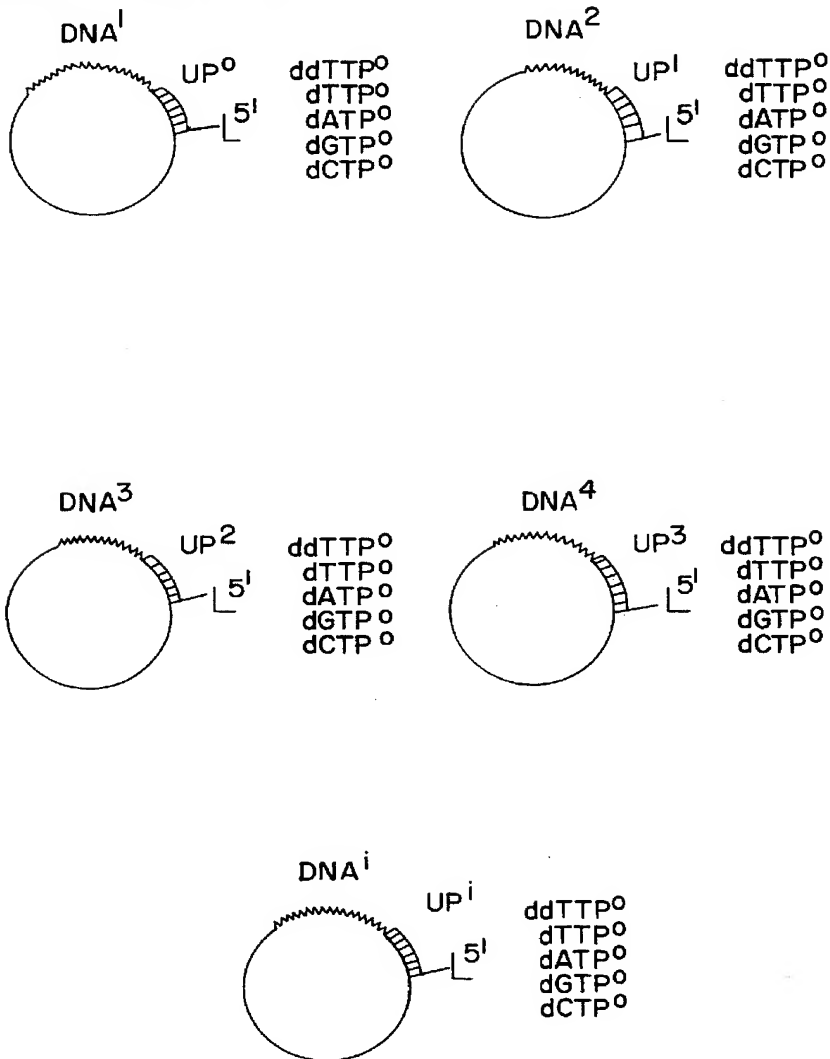 DNA¹
UP⁰
5'
L
ddTTP⁰
dTTP⁰
dATP⁰
dGTP⁰
dCTP⁰
DNA²
UP¹
5'
L
ddTTP⁰
dTTP⁰
dATP⁰
dGTP⁰
dCTP⁰
DNA³
UP²
5'
L
ddTTP⁰
dTTP⁰
dATP⁰
dGTP⁰
dCTP⁰
DNA⁴
UP³
5'
L
ddTTP⁰
dTTP⁰
dATP⁰
dGTP⁰
dCTP⁰
DNAⁱ
UPⁱ
5'
L
ddTTP⁰
dTTP⁰
dATP⁰
dGTP⁰
dCTP⁰